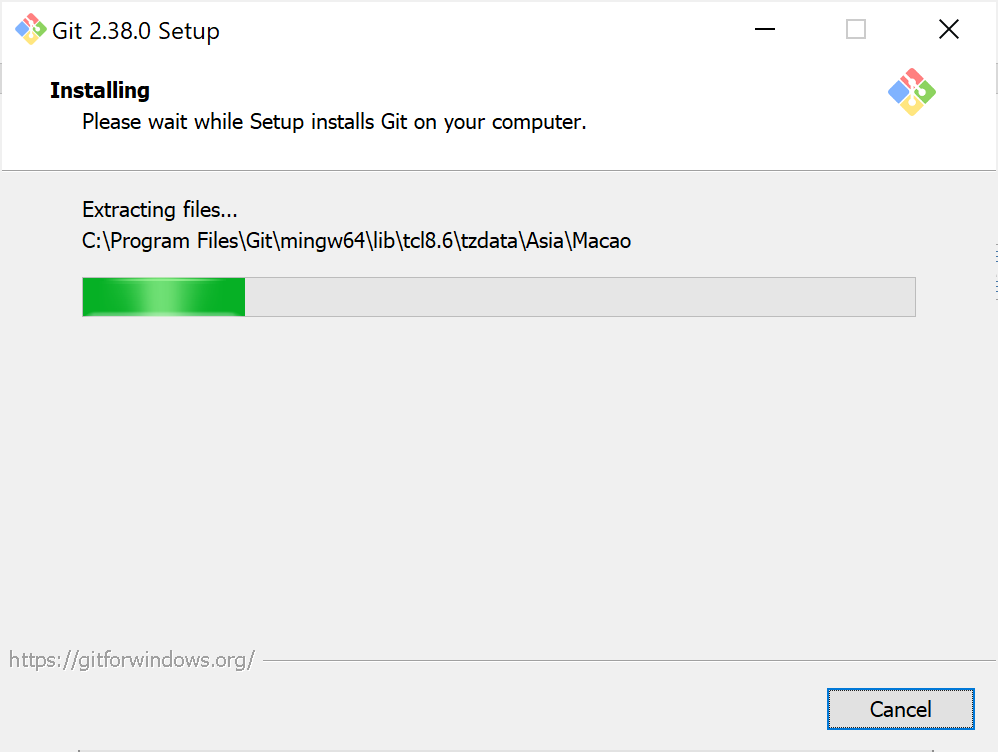 Git 2.38.0 Setup
Installing
Please wait while Setup installs Git on your computer.
Extracting files...
C:\Program Files\Git\mingw64\lib\tcl8.6\tzdata\Asia\Macao
https://gitforwindows.org/
Cancel